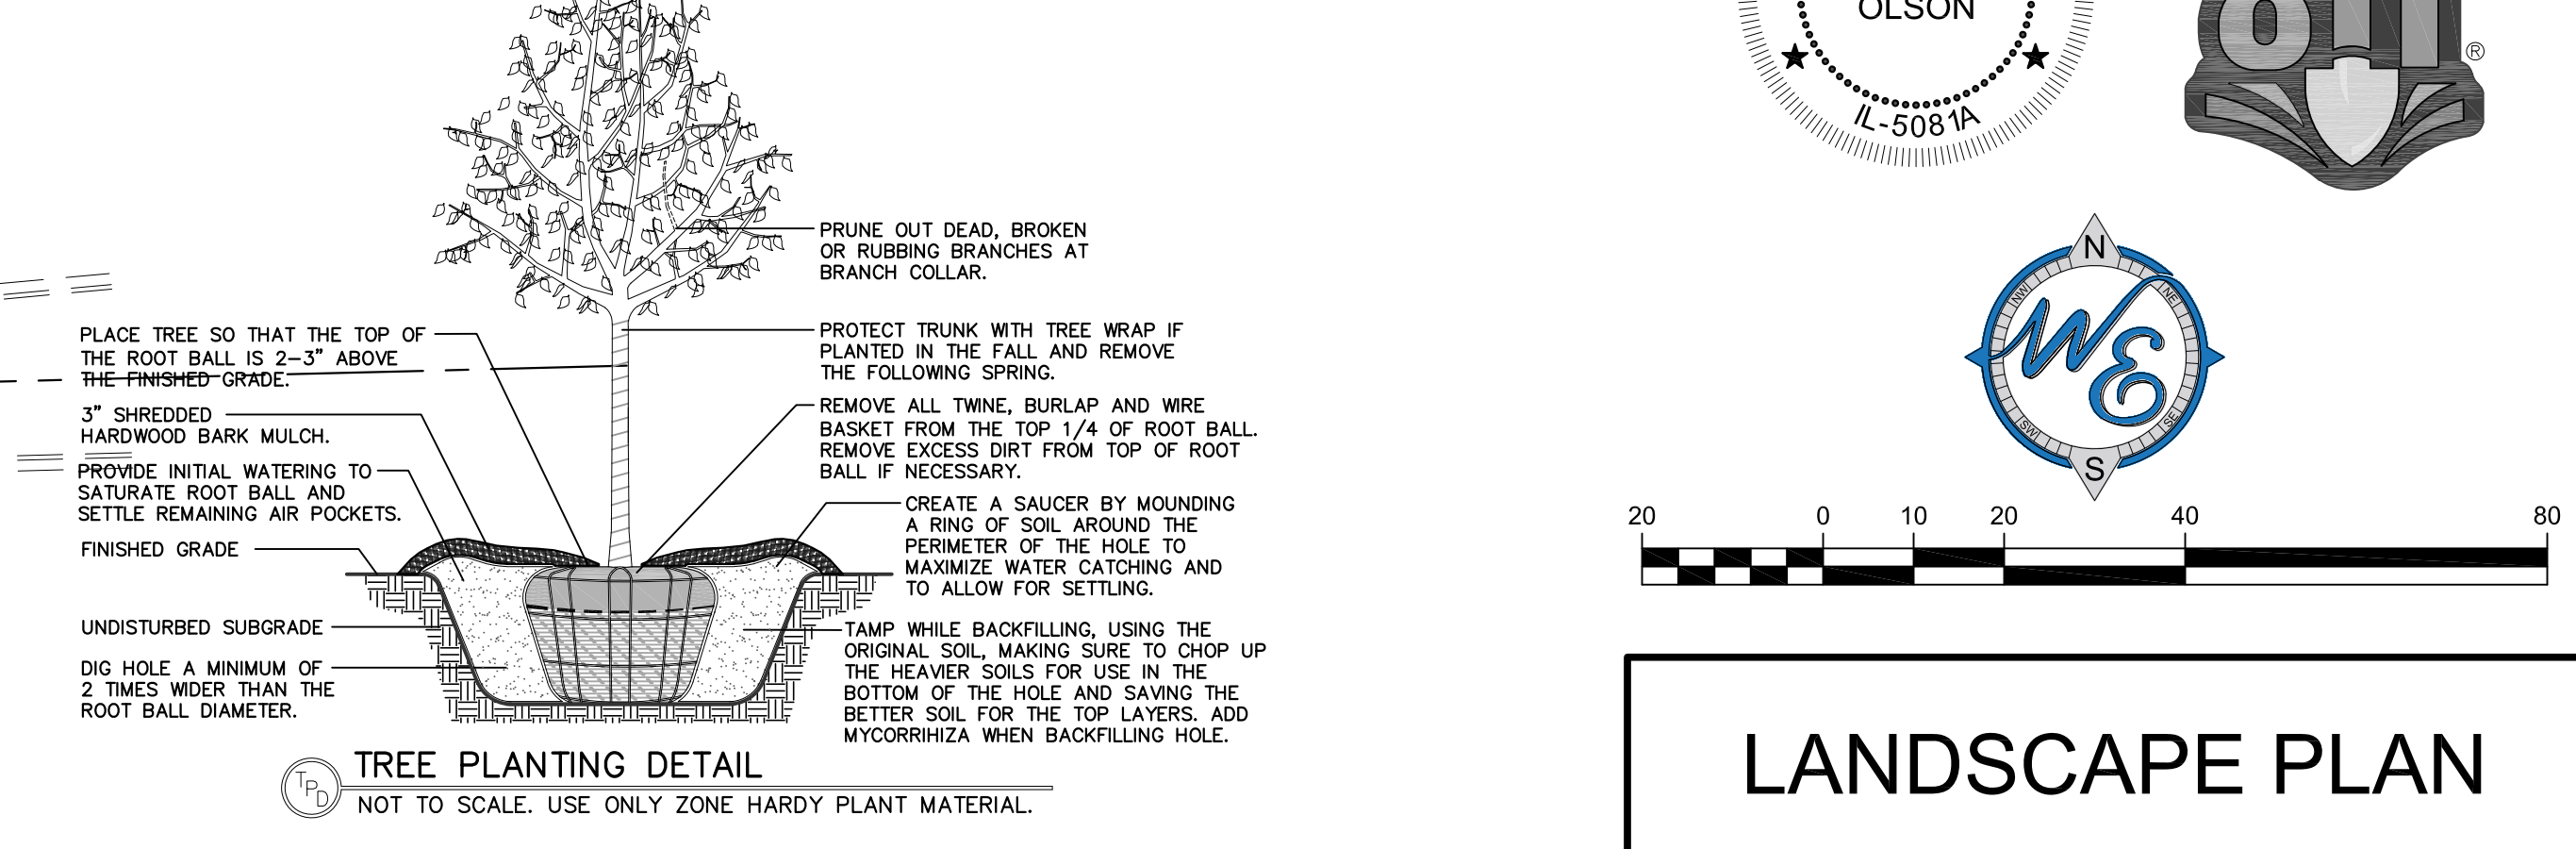 PRUNE OUT DEAD, BROKEN
OR RUBBING BRANCHES AT
BRANCH COLLAR.
PLACE TREE SO THAT THE TOP OF
THE ROOT BALL IS 2-3" ABOVE
THE FINISHED GRADE.
3" SHREDDED
HARDWOOD BARK MULCH.
PROVIDE INITIAL WATERING TO
SATURATE ROOT BALL AND
SETTLE REMAINING AIR POCKETS.
FINISHED GRADE
UNDISTURBED SUBGRADE
DIG HOLE A MINIMUM OF
2 TIMES WIDER THAN THE
ROOT BALL DIAMETER.
PROTECT TRUNK WITH TREE WRAP IF
PLANTED IN THE FALL AND REMOVE
THE FOLLOWING SPRING.
REMOVE ALL TWINE, BURLAP AND WIRE
BASKET FROM THE TOP 1/4 OF ROOT BALL.
REMOVE EXCESS DIRT FROM TOP OF ROOT
BALL IF NECESSARY.
CREATE A SAUCER BY MOUNDING
A RING OF SOIL AROUND THE
PERIMETER OF THE HOLE TO
MAXIMIZE WATER CATCHING AND
TO ALLOW FOR SETTLING.
TAMP WHILE BACKFILLING, USING THE
ORIGINAL SOIL, MAKING SURE TO CHOP UP
THE HEAVIER SOILS FOR USE IN THE
BOTTOM OF THE HOLE AND SAVING THE
BETTER SOIL FOR THE TOP LAYERS. ADD
MYCORRIHIZA WHEN BACKFILLING HOLE.
TPD
TREE PLANTING DETAIL
NOT TO SCALE. USE ONLY ZONE HARDY PLANT MATERIAL.
OLSON
IL-5081A
®
N
NW
NE
W E
SW
SE
S
20 0 10 20 40 80
LANDSCAPE PLAN